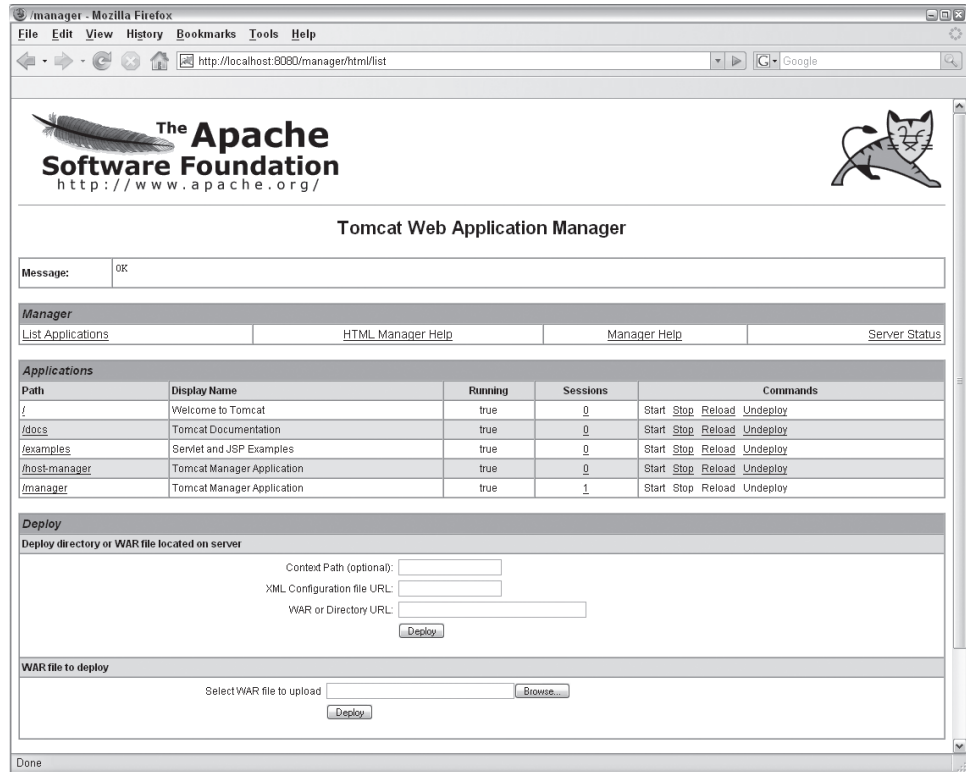 /manager - Mozilla Firefox
File Edit View History Bookmarks Tools Help
http://localhost:8080/manager/html/list
G Google
The Apache
Software Foundation
http://www.apache.org/
Tomcat Web Application Manager
Message: OK
Manager
List Applications HTML Manager Help Manager Help Server Status
Applications
Path Display Name Running Sessions Commands
/ Welcome to Tomcat true 0 Start Stop Reload Undeploy
/docs Tomcat Documentation true 0 Start Stop Reload Undeploy
/examples Servlet and JSP Examples true 0 Start Stop Reload Undeploy
/host-manager Tomcat Manager Application true 0 Start Stop Reload Undeploy
/manager Tomcat Manager Application true 1 Start Stop Reload Undeploy
Deploy
Deploy directory or WAR file located on server
Context Path (optional):
XML Configuration file URL:
WAR or Directory URL:
Deploy
WAR file to deploy
Select WAR file to upload Browse...
Deploy
Done